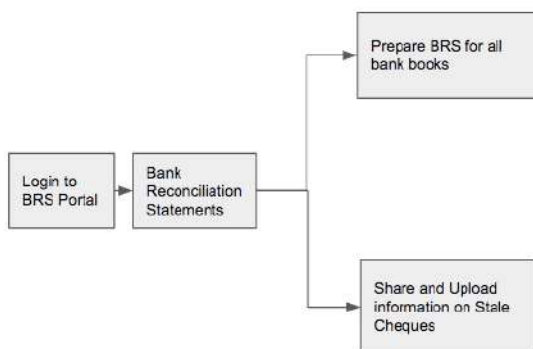 Prepare BRS for all
bank books
Login to
BRS Portal
Bank
Reconciliation
Statements
Share and Upload
information on Stale
Cheques